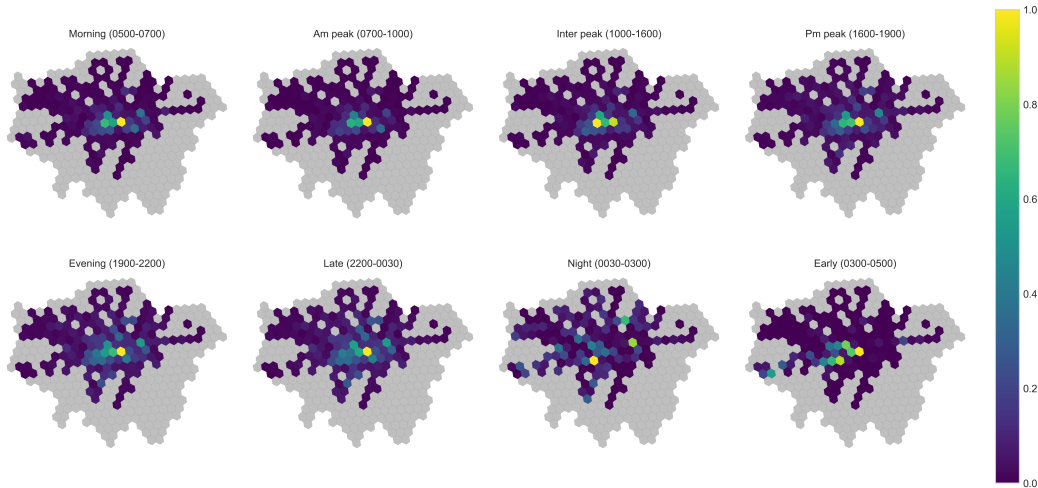 Morning (0500-0700)
Am peak (0700-1000)
Inter peak (1000-1600)
Pm peak (1600-1900)
1.0
0.8
0.6
0.4
0.2
0.0
Evening (1900-2200)
Late (2200-0030)
Night (0030-0300)
Early (0300-0500)